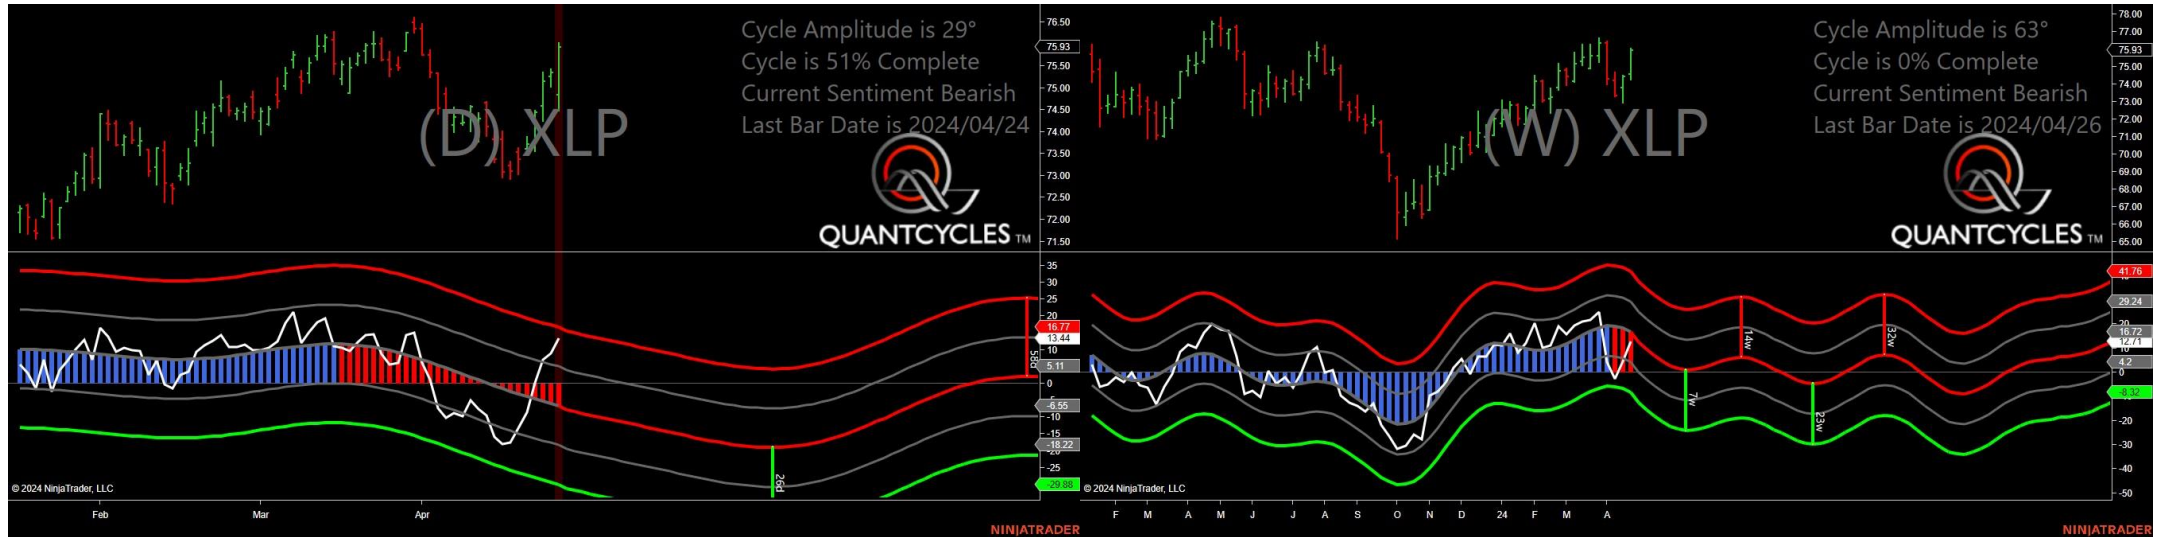 Cycle Amplitude is 29°
Cycle is 51% Complete
Current Sentiment Bearish
Last Bar Date is 2024/04/24
(D) XLP
QUANTCYCLES TM
76.50
75.93
75.50
75.00
74.50
74.00
73.50
73.00
72.50
72.00
71.50
35
30
25
20
16.77
13.44
10
58d
5.11
0
-6.55
-10
-15
-18.22
-20
-25
-29.88
26d
© 2024 NinjaTrader, LLC
Feb
Mar
Apr
NINJATRADER
Cycle Amplitude is 63°
Cycle is 0% Complete
Current Sentiment Bearish
Last Bar Date is 2024/04/26
(W) XLP
QUANTCYCLES TM
78.00
77.00
75.93
75.00
74.00
73.00
72.00
71.00
70.00
69.00
68.00
67.00
66.00
65.00
41.76
29.24
16.72
12.71
4.2
0
-8.32
-20
-30
-40
-50
14w
32w
7w
23w
© 2024 NinjaTrader, LLC
F
M
A
M
J
J
A
S
O
N
D
24
F
M
A
NINJATRADER